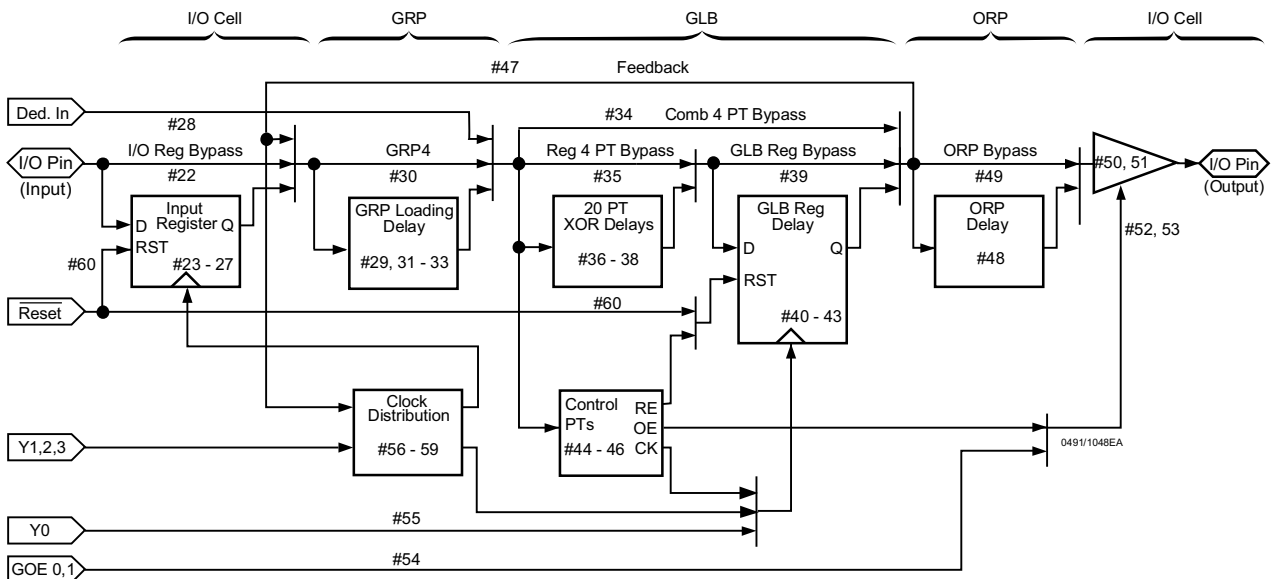 I/O Cell
GRP
GLB
ORP
I/O Cell
#47
Feedback
Ded. In
#28
#34
Comb 4 PT Bypass
I/O Pin
(Input)
I/O Reg Bypass
#22
GRP4
#30
Reg 4 PT Bypass
#35
GLB Reg Bypass
#39
ORP Bypass
#49
#50, 51
I/O Pin
(Output)
Input
Register
D
Q
RST
#23 - 27
#60
GRP Loading
Delay
#29, 31 - 33
20 PT
XOR Delays
#36 - 38
GLB Reg
Delay
D
Q
RST
#40 - 43
ORP
Delay
#48
#52, 53
Reset
#60
Clock
Distribution
#56 - 59
Control
PTs
#44 - 46
RE
OE
CK
0491/1048EA
Y1,2,3
Y0
#55
GOE 0,1
#54